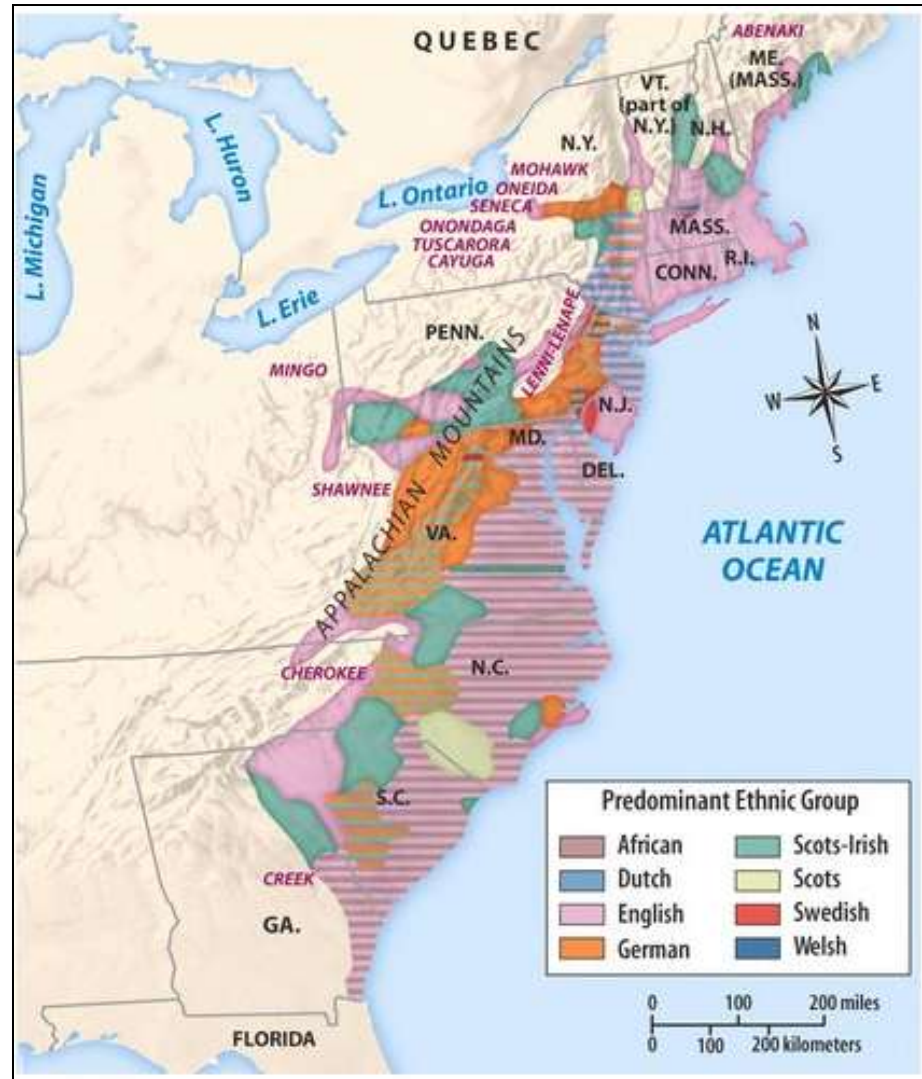 QUEBEC
ABENAKI
ME.
(MASS.)
VT.
(part of
N.Y.)
N.H.
N.Y.
L. Michigan
L. Huron
L. Ontario
L. Erie
MOHAWK
ONEIDA
SENECA
ONONDAGA
TUSCARORA
CAYUGA
MASS.
CONN.
R.I.
PENN.
LENNI-LENAPE
MINGO
N.J.
MD.
DEL.
SHAWNEE
APPALACHIAN MOUNTAINS
VA.
N
W
E
S
ATLANTIC
OCEAN
CHEROKEE
N.C.
S.C.
CREEK
GA.
FLORIDA
Predominant Ethnic Group
African
Dutch
English
German
Scots-Irish
Scots
Swedish
Welsh
0 100 200 miles
0 100 200 kilometers